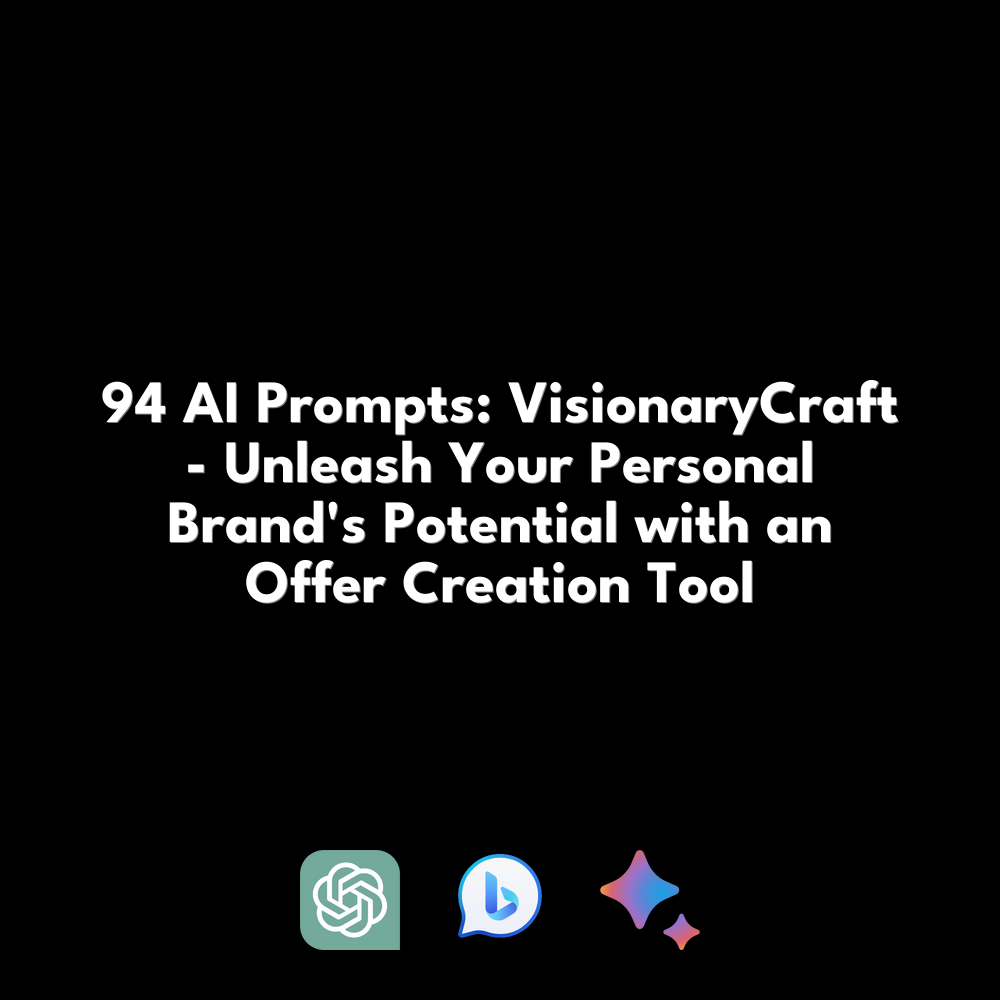 94 AI Prompts: VisionaryCraft
- Unleash Your Personal
Brand's Potential with an
Offer Creation Tool